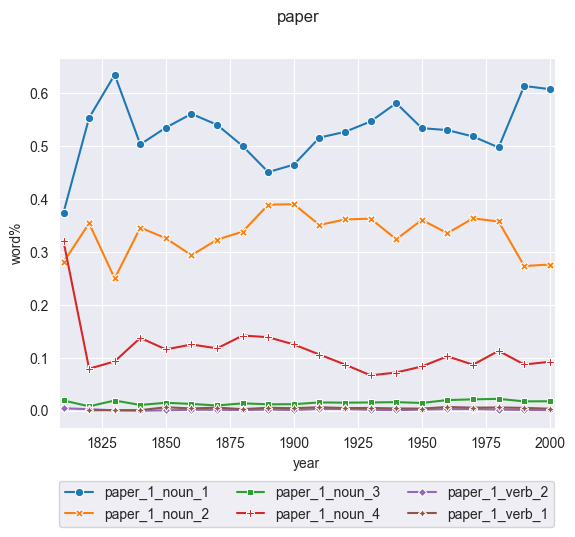 paper
0.6
0.5
0.4
0.3
0.2
0.1
0.0
word%
1825 1850 1875 1900 1925 1950 1975 2000
year
paper_1_noun_1 paper_1_noun_3 paper_1_verb_2
paper_1_noun_2 paper_1_noun_4 paper_1_verb_1